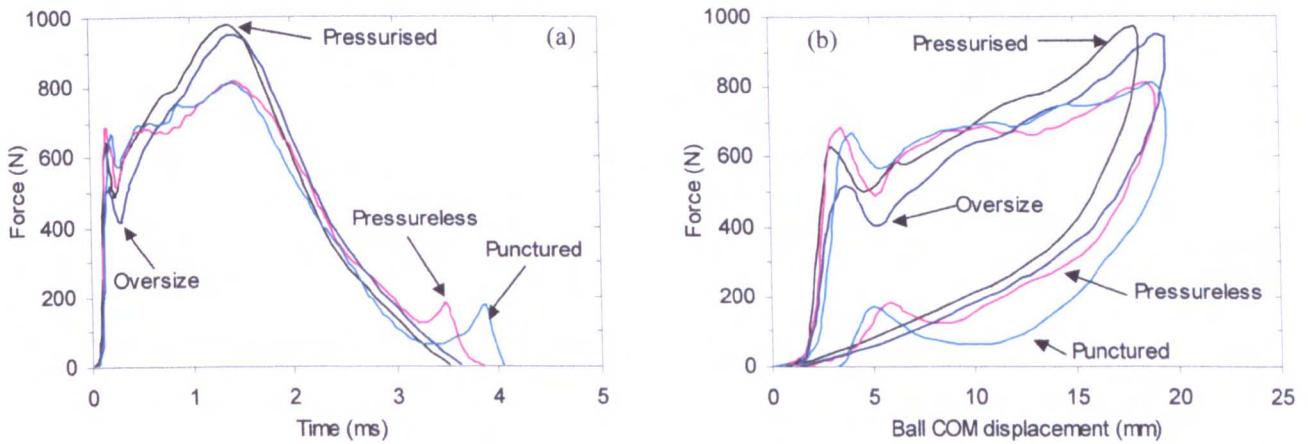 (a)
Force (N)
1000
800
600
400
200
0
Pressurised
Oversize
Pressureless
Punctured
0 1 2 3 4 5
Time (ms)
(b)
Force (N)
1000
800
600
400
200
0
Pressurised
Oversize
Pressureless
Punctured
0 5 10 15 20 25
Ball COM displacement (mm)